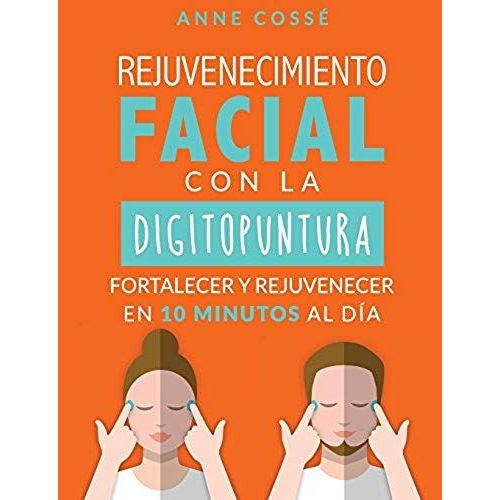 ANNE COSSÉ
REJUVENECIMIENTO
FACIAL
CON LA
DIGITOPUNTURA
FORTALECER Y REJUVENECER
EN 10 MINUTOS AL DÍA